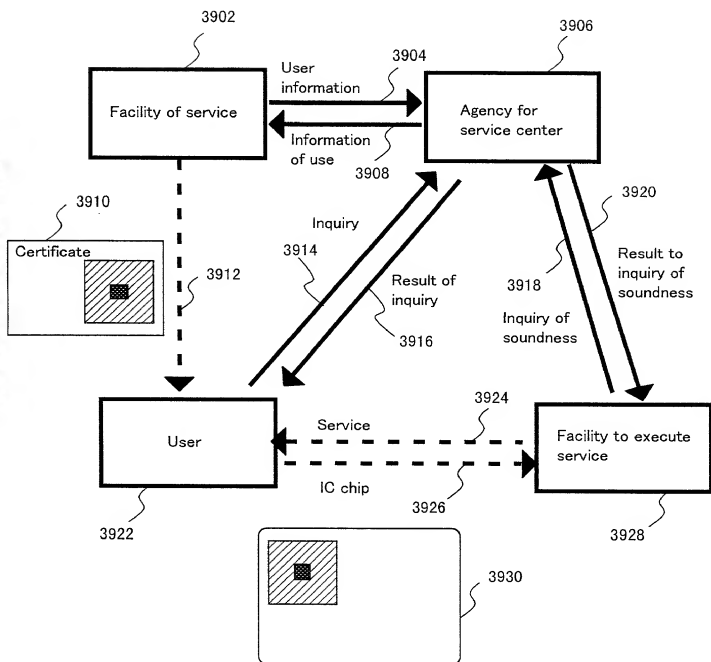 3902
3906
User
information
3904
Facility of service
Agency for
service center
Information
of use
3908
3910
Certificate
3912
Inquiry
3914
Result of
inquiry
3916
3920
3918
Result to
inquiry of
soundness
Inquiry of
soundness
3924
User
Service
Facility to execute
service
IC chip
3926
3922
3928
3930